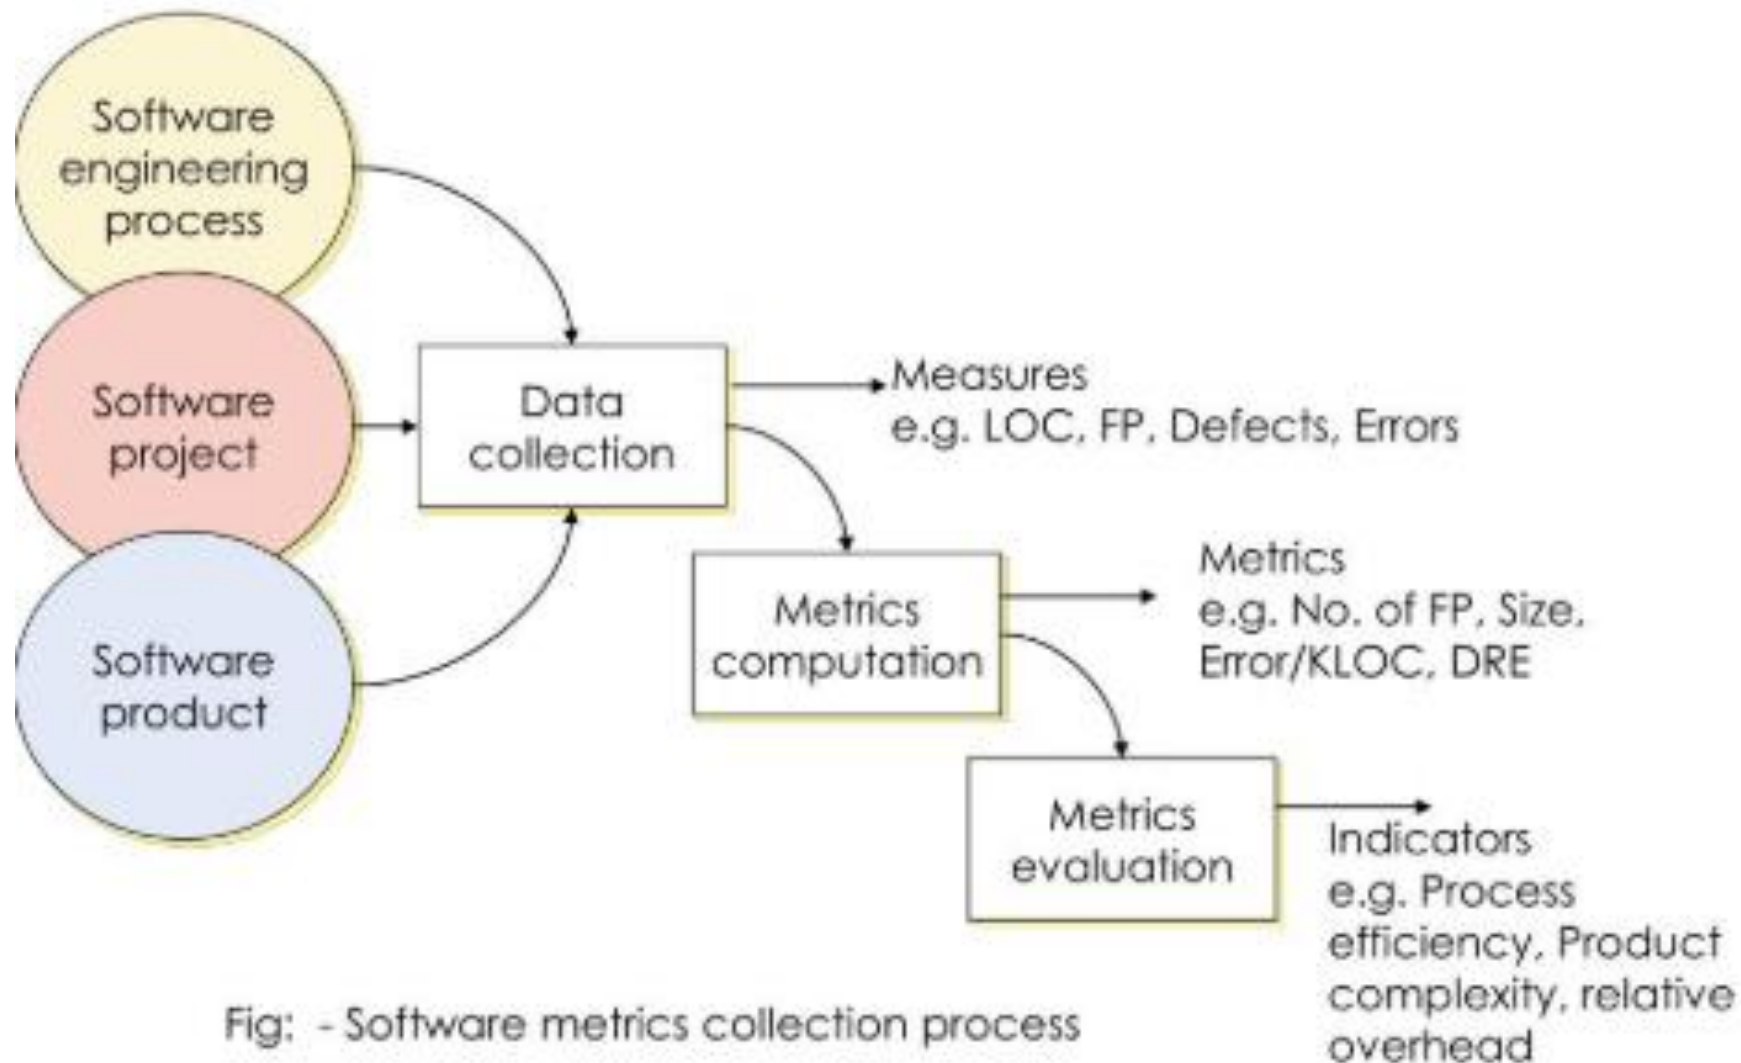 Software
engineering
process
Software
project
Software
product
Data
collection
Measures
e.g. LOC, FP, Defects, Errors
Metrics
computation
Metrics
e.g. No. of FP, Size,
Error/KLOC, DRE
Metrics
evaluation
Indicators
e.g. Process
efficiency, Product
complexity, relative
overhead
Fig: - Software metrics collection process